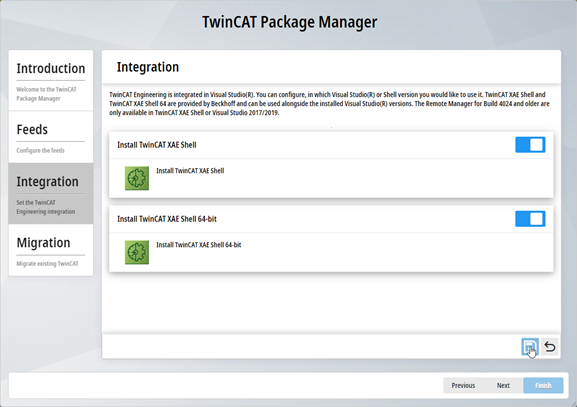 TwinCAT Package Manager
Introduction
Welcome to the TwinCAT
Package Manager
Feeds
Configure the feeds
Integration
Set the TwinCAT
Engineering integration
Migration
Migrate existing TwinCAT
Integration
TwinCAT Engineering is integrated in Visual Studio(R). You can configure, in which Visual Studio(R) or Shell version you would like to use it. TwinCAT XAE Shell and
TwinCAT XAE Shell 64 are provided by Beckhoff and can be used alongside the installed Visual Studio(R) versions. The Remote Manager for Build 4024 and older are
only available in TwinCAT XAE Shell or Visual Studio 2017/2019.
Install TwinCAT XAE Shell
Install TwinCAT XAE Shell
Install TwinCAT XAE Shell 64-bit
Install TwinCAT XAE Shell 64-bit
Previous
Next
Finish